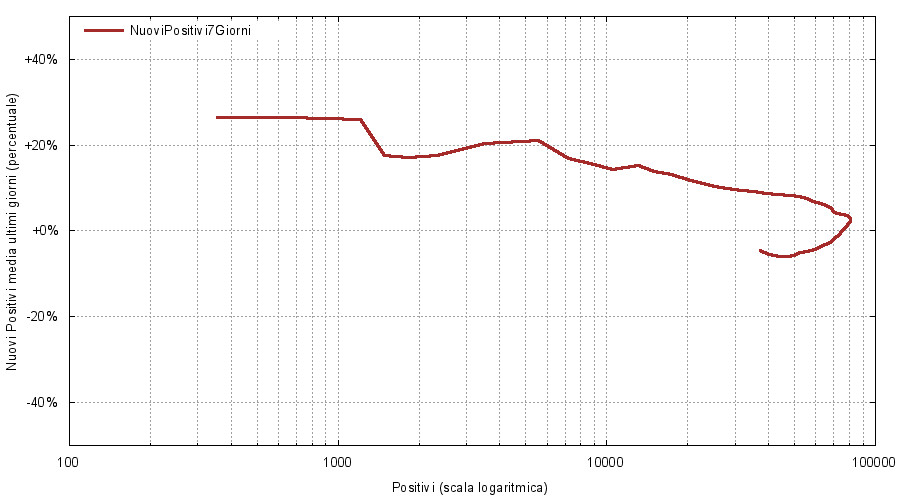 NuoviPositivi7Giorni
+40%
+20%
+0%
-20%
-40%
Nuovi Positivi media ultimi giorni (percentuale)
100 1000 10000 100000
Positivi (scala logaritmica)